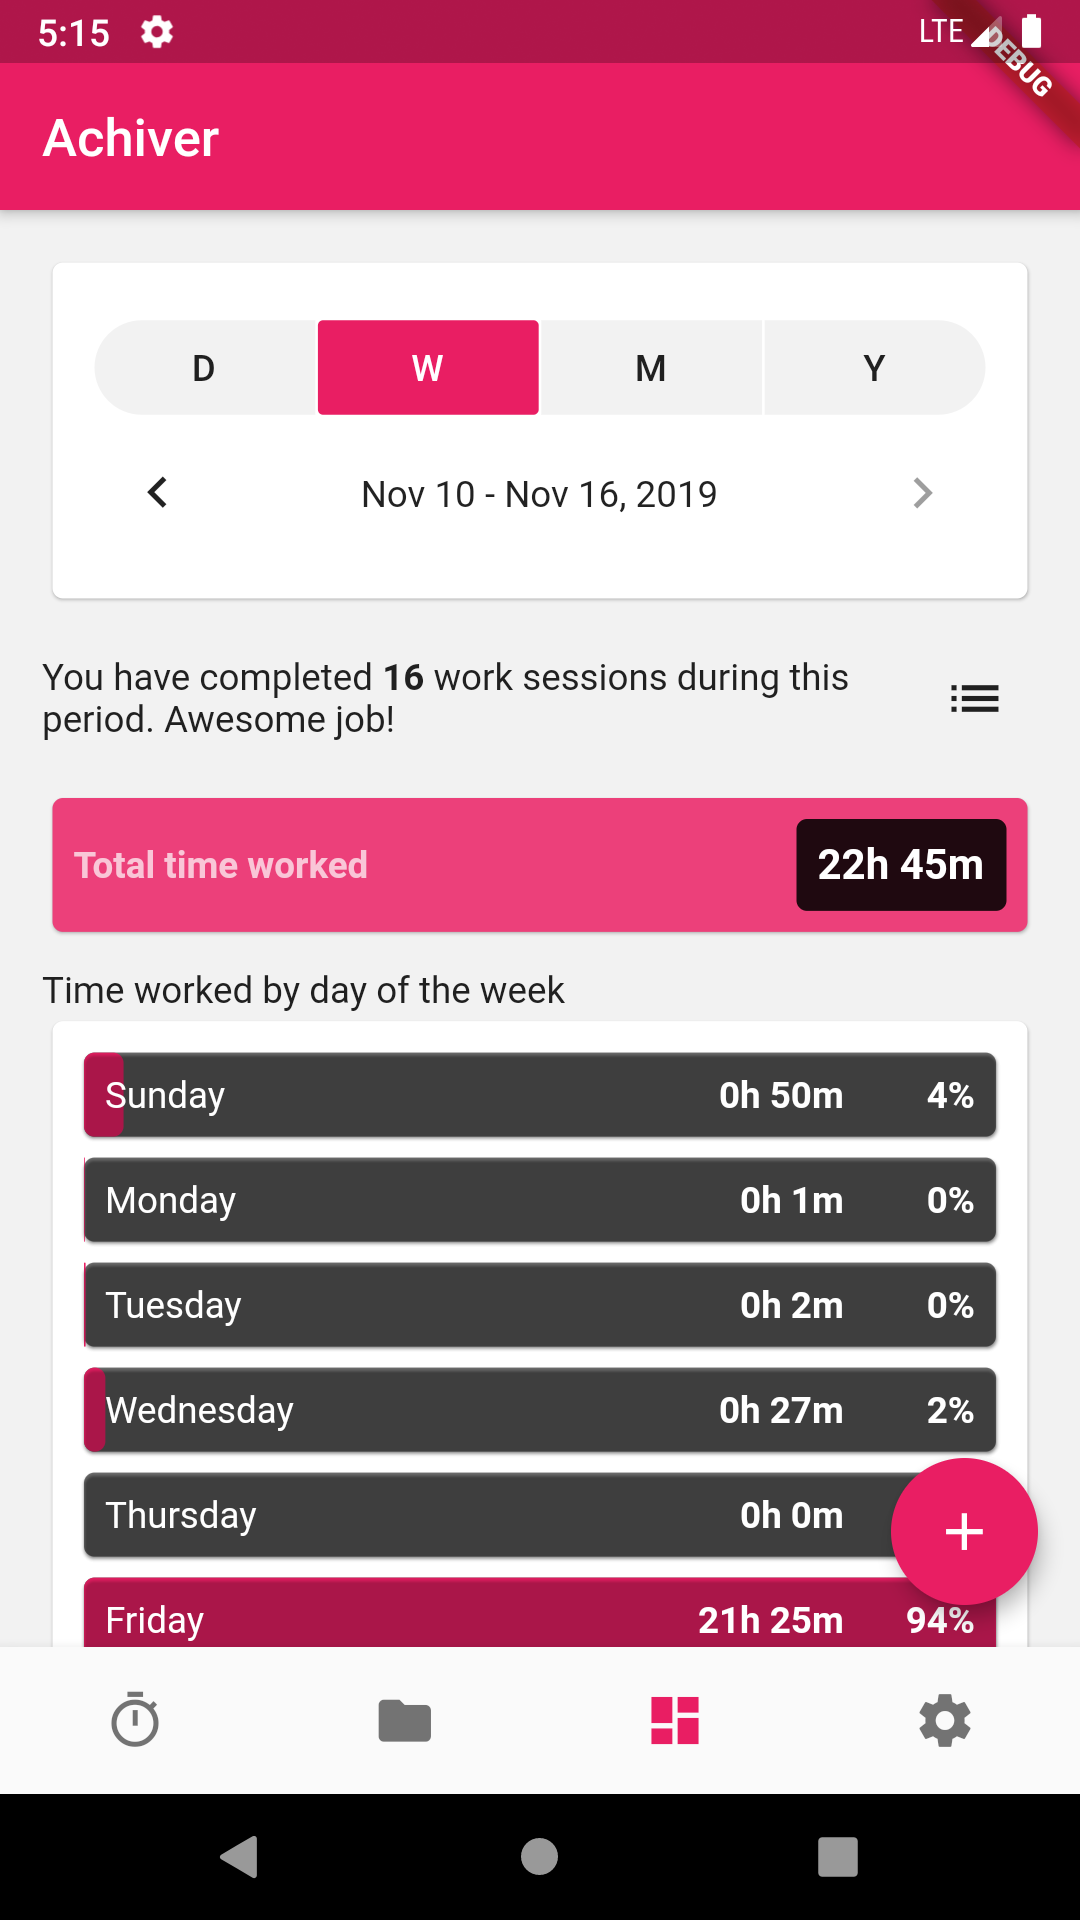 5:15
LTE
DEBUG
Achiver
D W M Y
Nov 10 - Nov 16, 2019
You have completed 16 work sessions during this
period. Awesome job!
Total time worked 22h 45m
Time worked by day of the week
Sunday 0h 50m 4%
Monday 0h 1m 0%
Tuesday 0h 2m 0%
Wednesday 0h 27m 2%
Thursday 0h 0m
Friday 21h 25m 94%